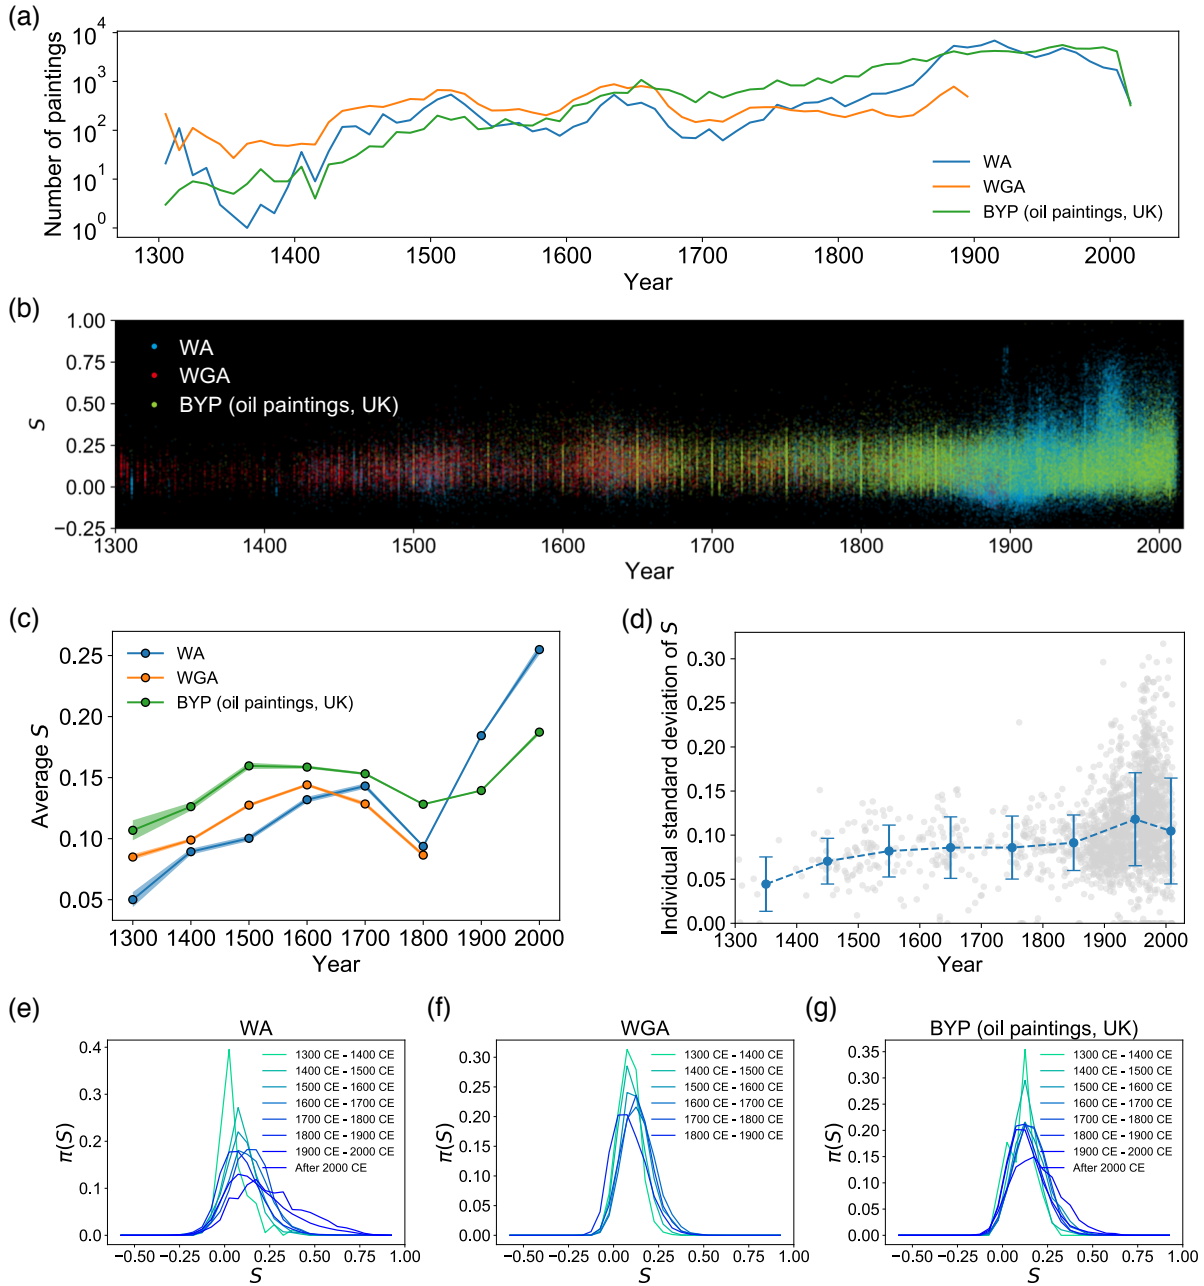 (a)
Number of paintings
10^4
10^3
10^2
10^1
10^0
WA
WGA
BYP (oil paintings, UK)
1300 1400 1500 1600 1700 1800 1900 2000
Year
(b)
S
1.00
0.75
0.50
0.25
0.00
−0.25
WA
WGA
BYP (oil paintings, UK)
1300 1400 1500 1600 1700 1800 1900 2000
Year
(c)
Average S
0.25
0.20
0.15
0.10
0.05
WA
WGA
BYP (oil paintings, UK)
1300 1400 1500 1600 1700 1800 1900 2000
Year
(d)
Individual standard deviation of S
0.30
0.25
0.20
0.15
0.10
0.05
0.00
1300 1400 1500 1600 1700 1800 1900 2000
Year
(e)
WA
π(S)
0.4
0.3
0.2
0.1
0.0
1300 CE - 1400 CE
1400 CE - 1500 CE
1500 CE - 1600 CE
1600 CE - 1700 CE
1700 CE - 1800 CE
1800 CE - 1900 CE
1900 CE - 2000 CE
After 2000 CE
−0.50 −0.25 0.00 0.25 0.50 0.75 1.00
S
(f)
WGA
π(S)
0.30
0.25
0.20
0.15
0.10
0.05
0.00
1300 CE - 1400 CE
1400 CE - 1500 CE
1500 CE - 1600 CE
1600 CE - 1700 CE
1700 CE - 1800 CE
1800 CE - 1900 CE
−0.50 −0.25 0.00 0.25 0.50 0.75 1.00
S
(g)
BYP (oil paintings, UK)
π(S)
0.35
0.30
0.25
0.20
0.15
0.10
0.05
0.00
1300 CE - 1400 CE
1400 CE - 1500 CE
1500 CE - 1600 CE
1600 CE - 1700 CE
1700 CE - 1800 CE
1800 CE - 1900 CE
1900 CE - 2000 CE
After 2000 CE
−0.50 −0.25 0.00 0.25 0.50 0.75 1.00
S